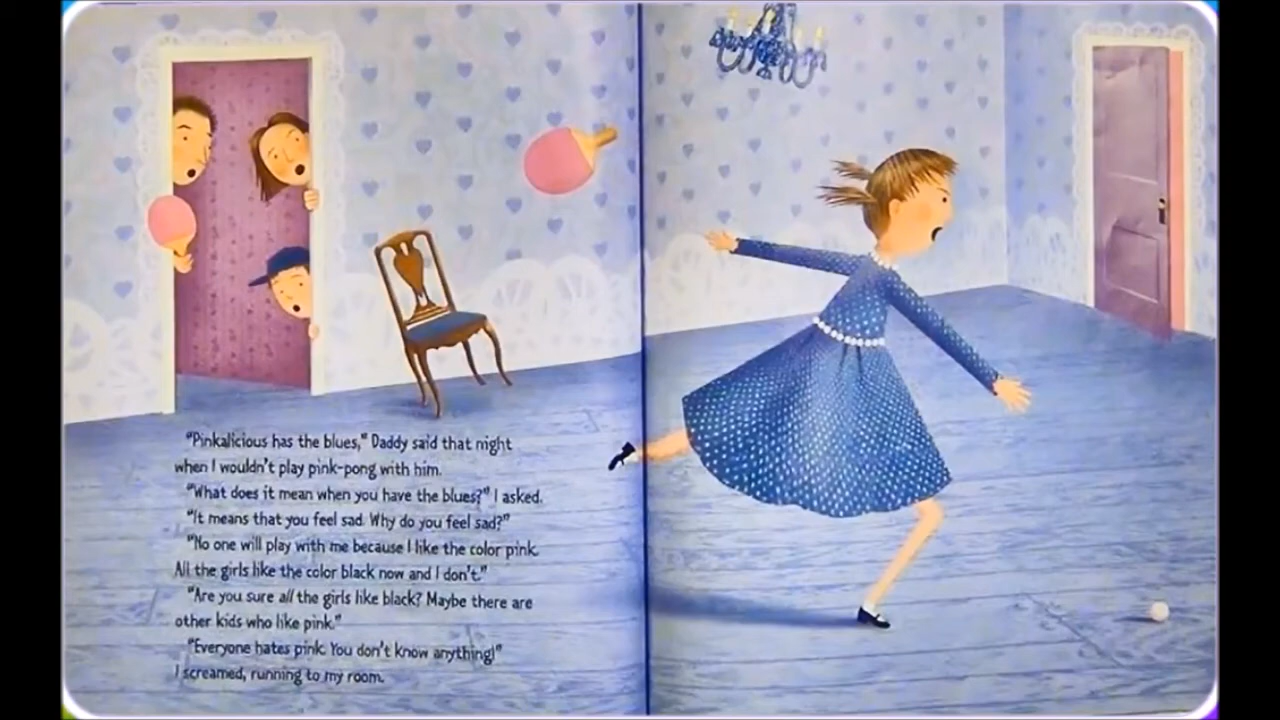 "Pinkalicious has the blues," Daddy said that night
when I wouldn't play pink-pong with him.
"What does it mean when you have the blues?" I asked.
"It means that you feel sad. Why do you feel sad?"
"No one will play with me because I like the color pink.
All the girls like the color black now and I don't."
"Are you sure all the girls like black? Maybe there are
other kids who like pink."
"Everyone hates pink. You don't know anything!"
I screamed, running to my room.